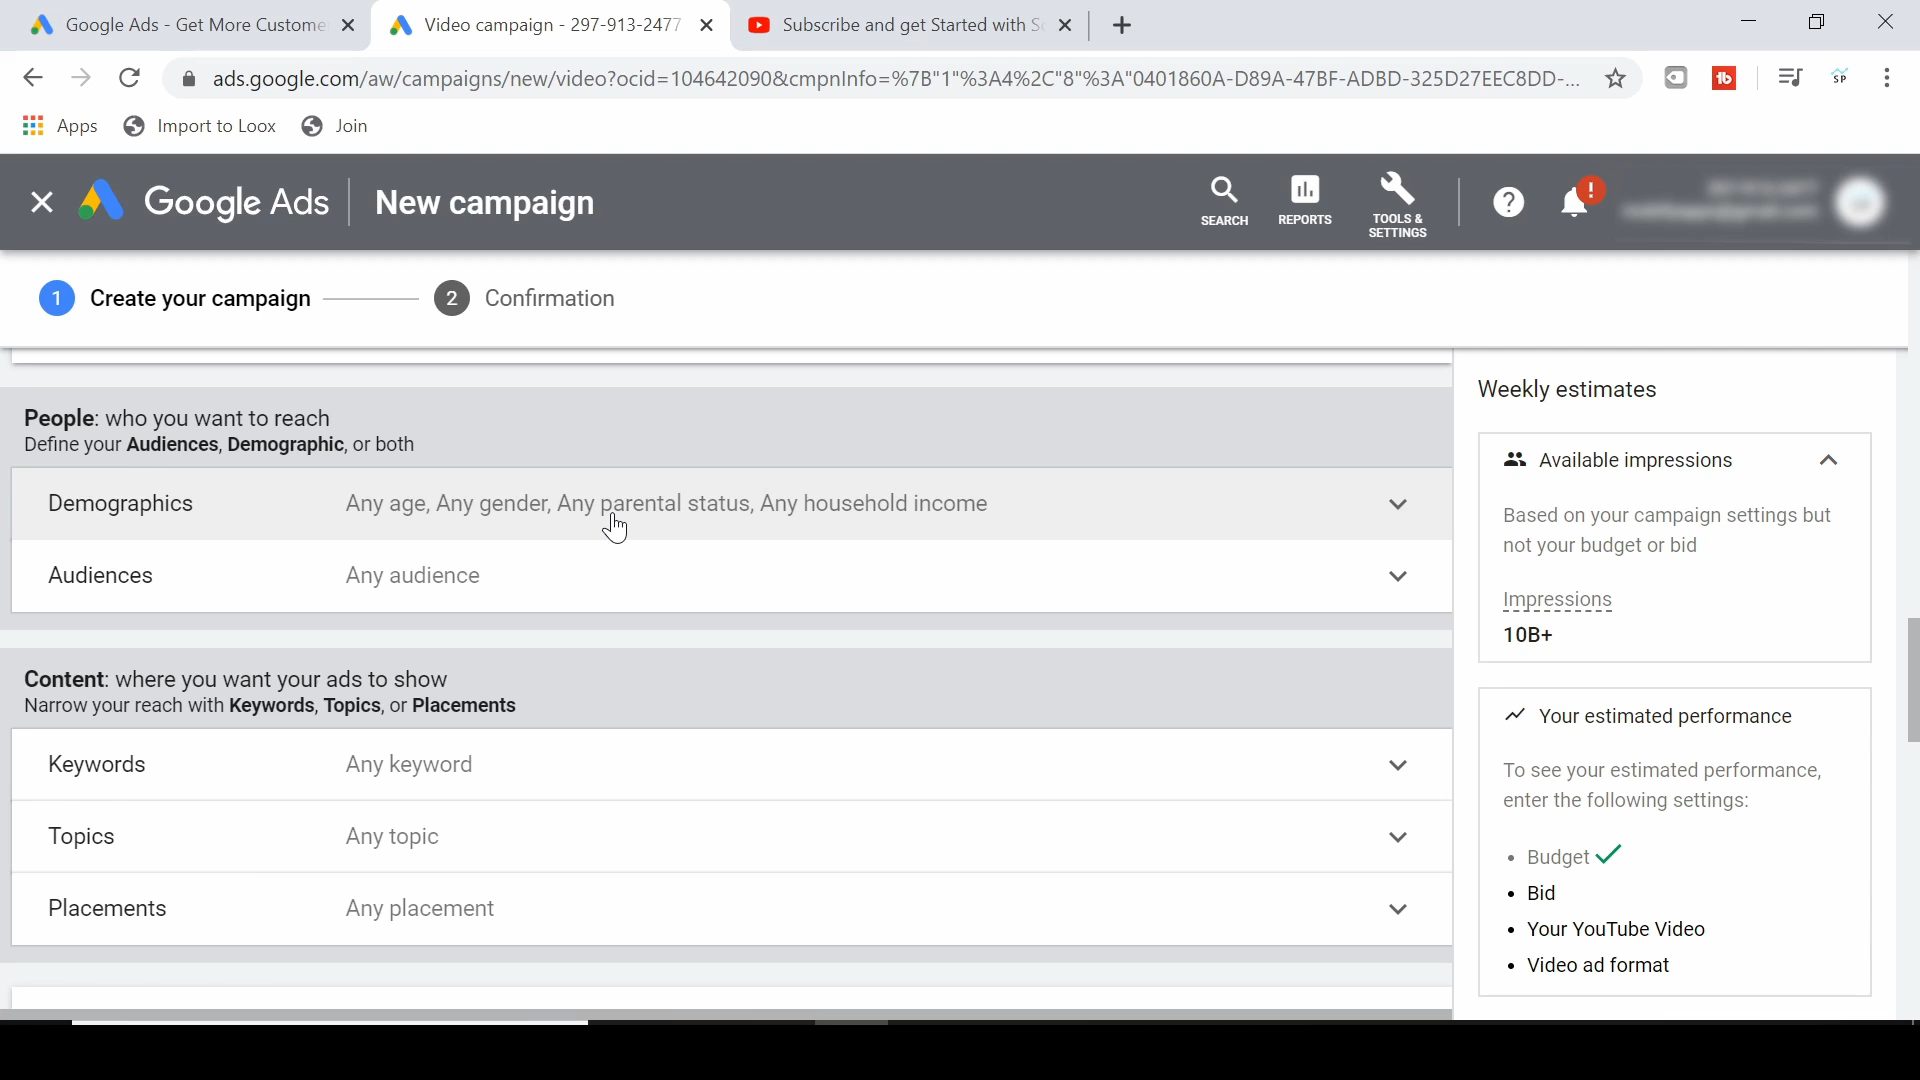 Google Ads - Get More Custome
Video campaign - 297-913-2477
Subscribe and get Started with S
ads.google.com/aw/campaigns/new/video?ocid=104642090&cmpnInfo=%7B"1"%3A4%2C"8"%3A"0401860A-D89A-47BF-ADBD-325D27EEC8DD-...
tb
SP
Apps
Import to Loox
Join
Google Ads
New campaign
SEARCH
REPORTS
TOOLS &
SETTINGS
?
!
1 Create your campaign
2 Confirmation
People: who you want to reach
Define your Audiences, Demographic, or both
Demographics Any age, Any gender, Any parental status, Any household income
Audiences Any audience
Content: where you want your ads to show
Narrow your reach with Keywords, Topics, or Placements
Keywords Any keyword
Topics Any topic
Placements Any placement
Weekly estimates
Available impressions
Based on your campaign settings but
not your budget or bid
Impressions
10B+
Your estimated performance
To see your estimated performance,
enter the following settings:
• Budget
• Bid
• Your YouTube Video
• Video ad format